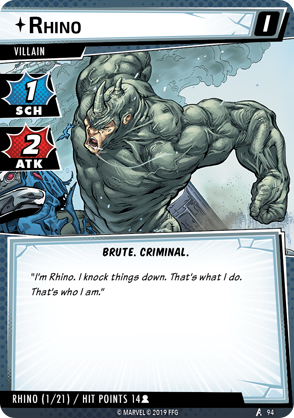 RHINO
I
VILLAIN
1
SCH
2
ATK
BRUTE. CRIMINAL.
"I'm Rhino. I knock things down. That's what I do.
That's who I am."
RHINO (1/21) / HIT POINTS 14
© MARVEL © 2019 FFG 94